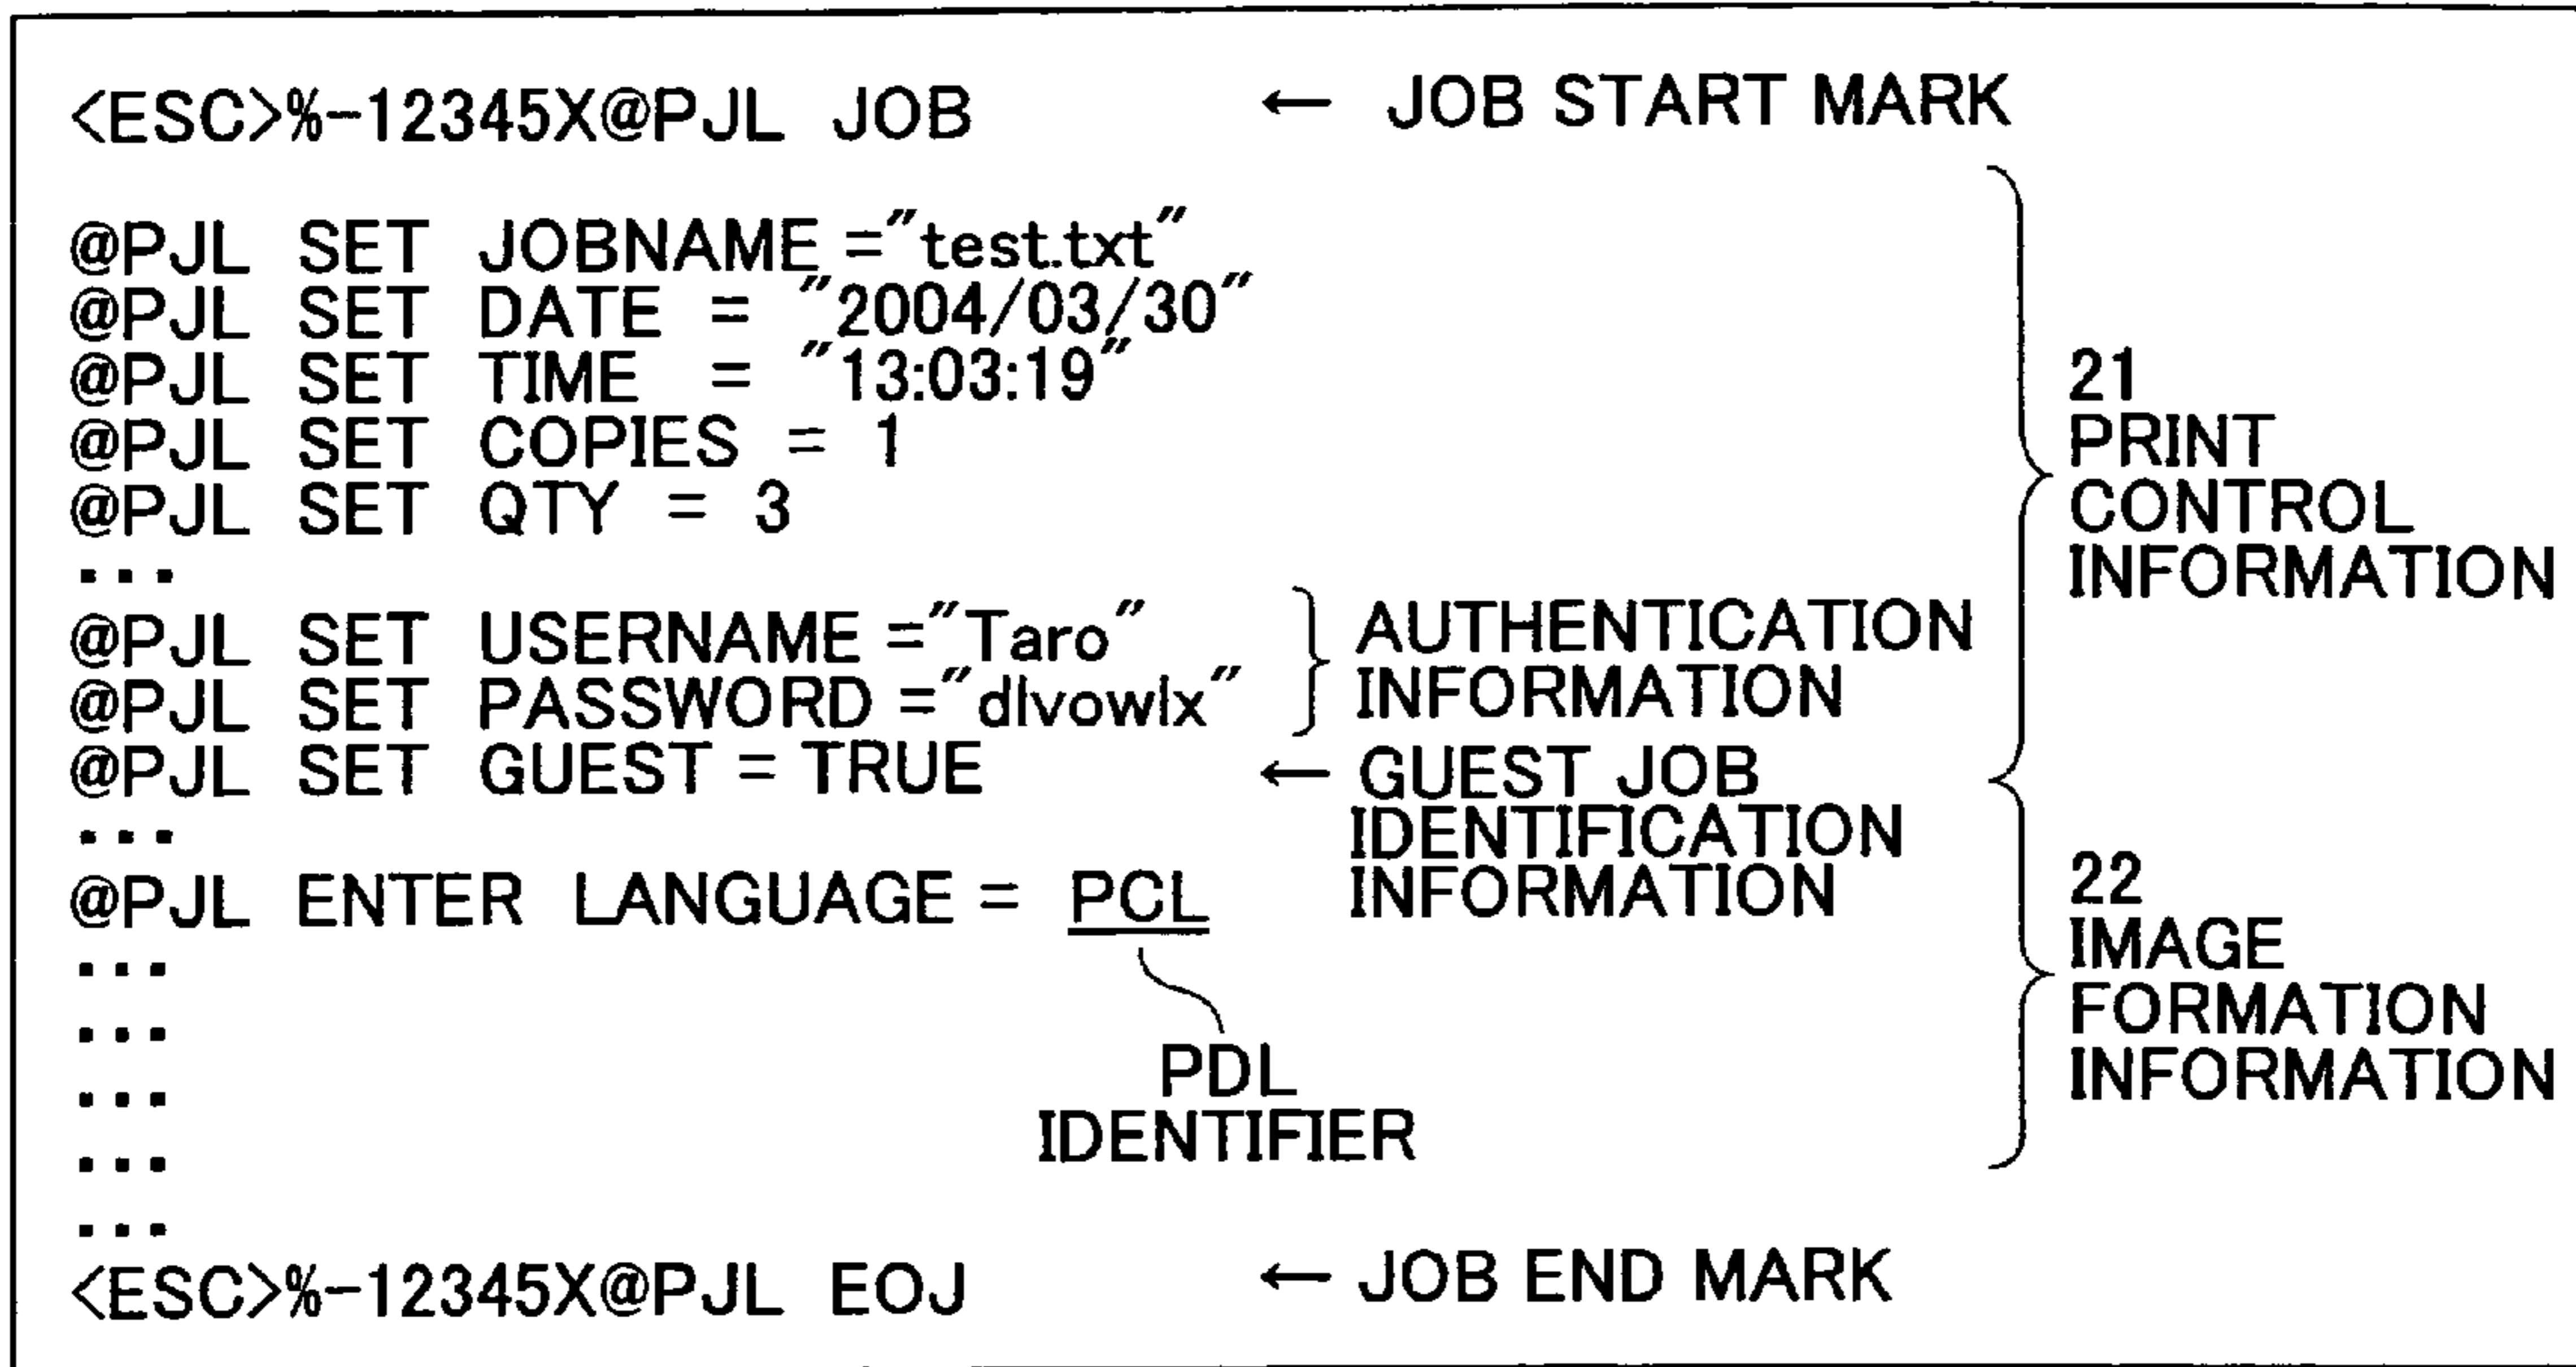 <ESC>%-12345X@PJL JOB ← JOB START MARK
@PJL SET JOBNAME ="test.txt"
@PJL SET DATE = "2004/03/30"
@PJL SET TIME = "13:03:19"
@PJL SET COPIES = 1
@PJL SET QTY = 3
...
@PJL SET USERNAME ="Taro"
@PJL SET PASSWORD ="dlvowlx"
@PJL SET GUEST = TRUE
...
@PJL ENTER LANGUAGE = PCL
...
...
...
...
...
<ESC>%-12345X@PJL EOJ ← JOB END MARK
AUTHENTICATION
INFORMATION
← GUEST JOB
IDENTIFICATION
INFORMATION
PDL
IDENTIFIER
21
PRINT
CONTROL
INFORMATION
22
IMAGE
FORMATION
INFORMATION